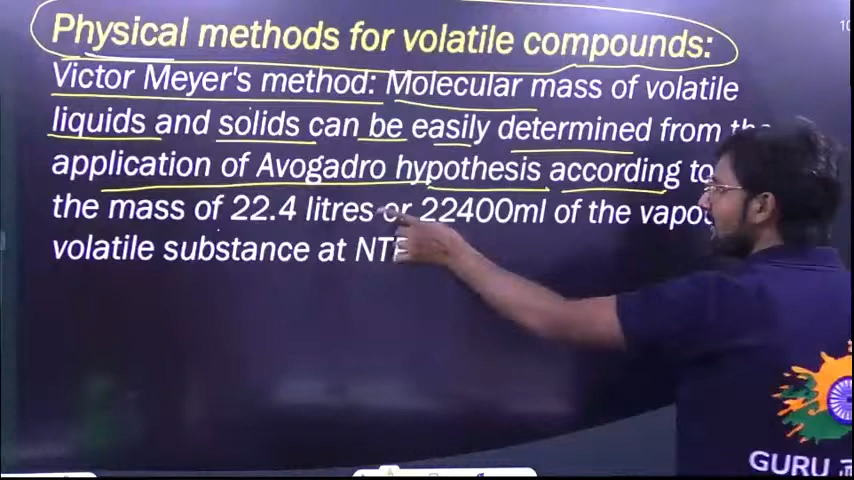 Physical methods for volatile compounds:
Victor Meyer's method: Molecular mass of volatile
liquids and solids can be easily determined from the
application of Avogadro hypothesis according to
the mass of 22.4 litres or 22400ml of the
volatile substance at
GURU